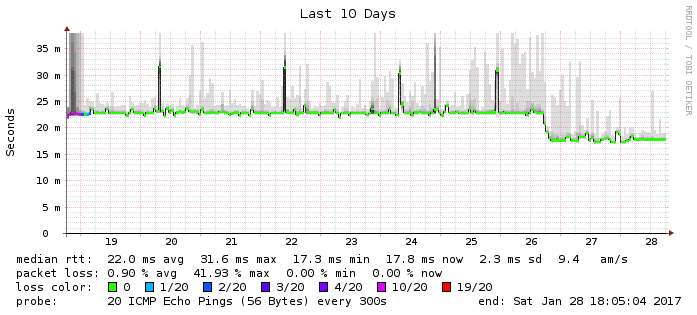 Last 10 Days
RRDTOOL / TOBI OETIKER
Seconds
35 m
30 m
25 m
20 m
15 m
10 m
5 m
0
19 20 21 22 23 24 25 26 27 28
median rtt: 22.0 ms avg 31.6 ms max 17.3 ms min 17.8 ms now 2.3 ms sd 9.4 am/s
packet loss: 0.90 % avg 41.93 % max 0.00 % min 0.00 % now
loss color: 0 1/20 2/20 3/20 4/20 10/20 19/20
probe: 20 ICMP Echo Pings (56 Bytes) every 300s end: Sat Jan 28 18:05:04 2017